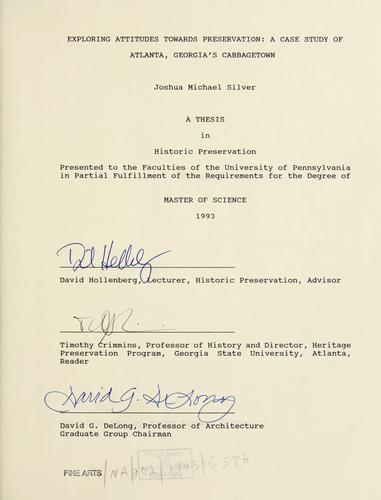 EXPLORING ATTITUDES TOWARDS PRESERVATION: A CASE STUDY OF
ATLANTA, GEORGIA'S CABBAGETOWN
Joshua Michael Silver
A THESIS
in
Historic Preservation
Presented to the Faculties of the University of Pennsylvania
in Partial Fulfillment of the Requirements for the Degree of
MASTER OF SCIENCE
1993
David Hollenberg, Lecturer, Historic Preservation, Advisor
Timothy Crimmins, Professor of History and Director, Heritage
Preservation Program, Georgia State University, Atlanta,
Reader
David G. DeLong
David G. DeLong, Professor of Architecture
Graduate Group Chairman
FINE ARTS